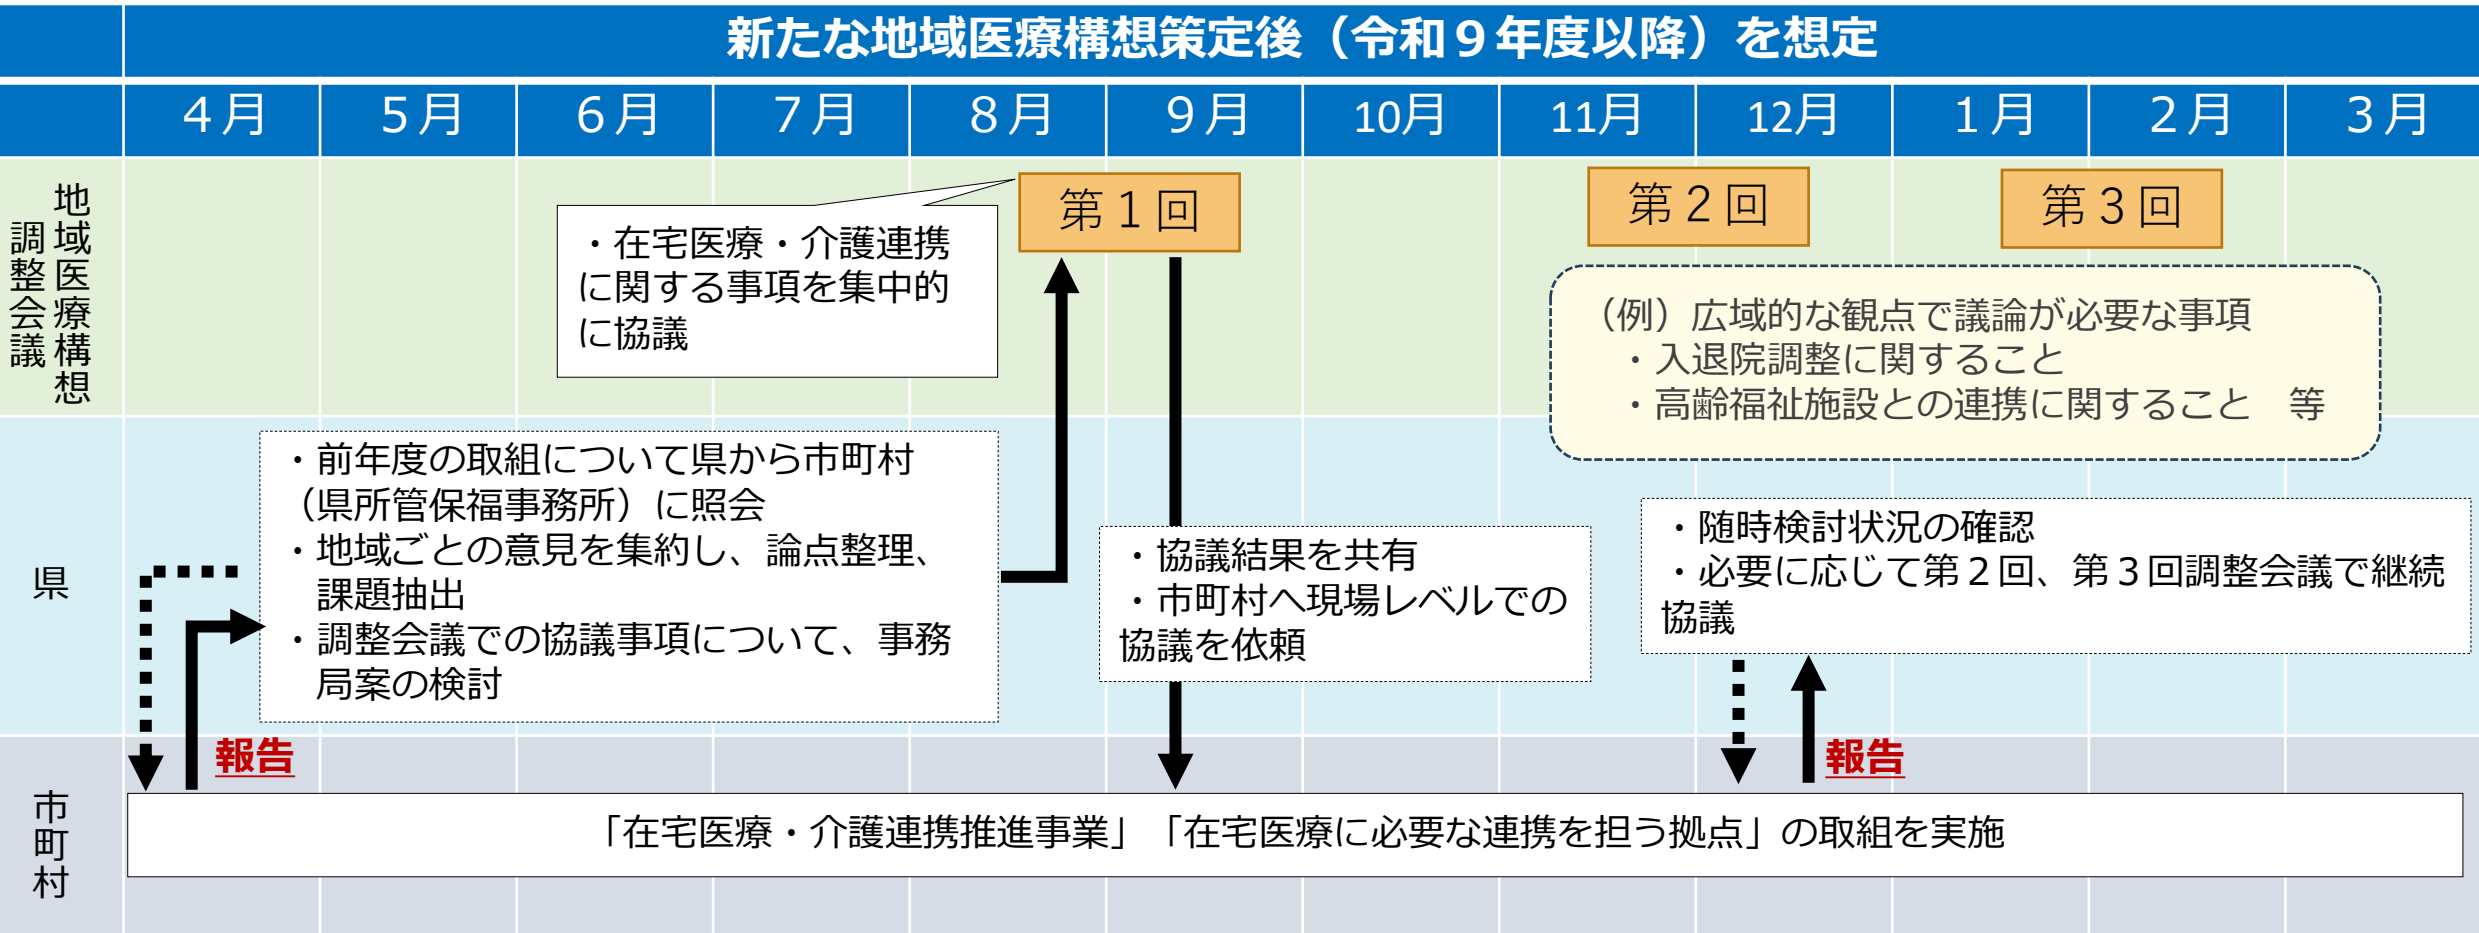 新たな地域医療構想策定後（令和９年度以降）を想定
４月 ５月 ６月 ７月 ８月 ９月 10月 11月 12月 １月 ２月 ３月
地域医療構想
調整会議
第１回
第２回
第３回
・在宅医療・介護連携
に関する事項を集中的
に協議
（例）広域的な観点で議論が必要な事項
・入退院調整に関すること
・高齢福祉施設との連携に関すること　等
県
・前年度の取組について県から市町村
（県所管保福事務所）に照会
・地域ごとの意見を集約し、論点整理、
課題抽出
・調整会議での協議事項について、事務
局案の検討
・協議結果を共有
・市町村へ現場レベルでの
協議を依頼
・随時検討状況の確認
・必要に応じて第２回、第３回調整会議で継続
協議
報告
報告
市町村
「在宅医療・介護連携推進事業」「在宅医療に必要な連携を担う拠点」の取組を実施